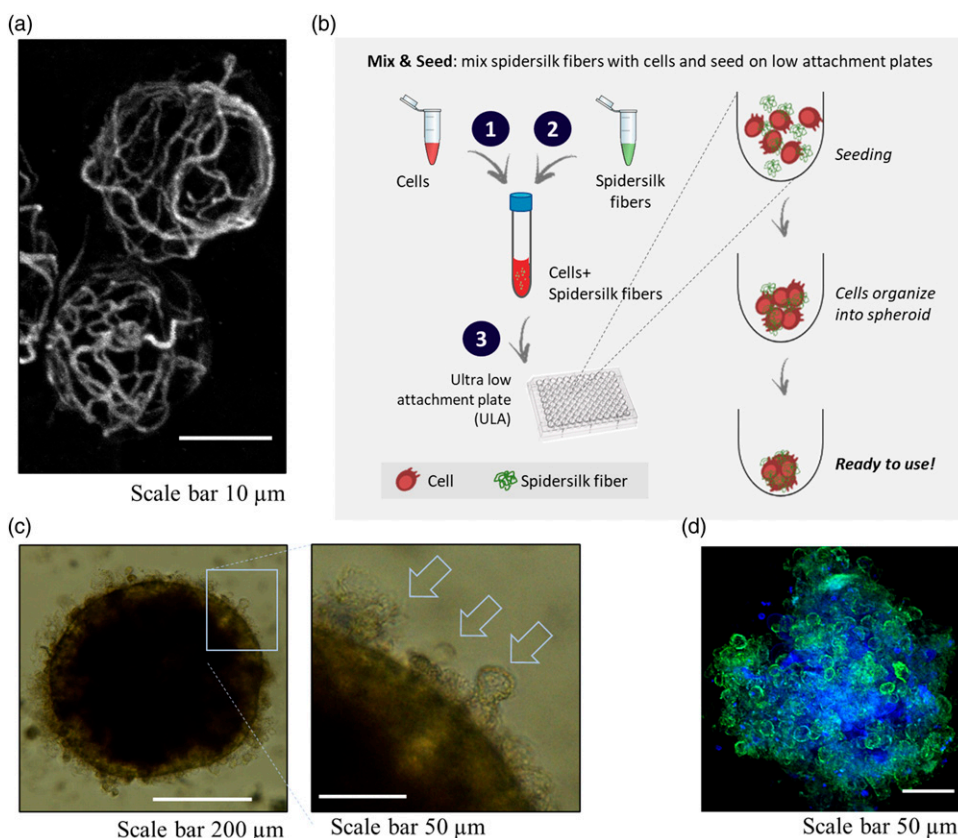 (a)
Scale bar 10 μm
(b)
Mix & Seed: mix spidersilk fibers with cells and seed on low attachment plates
1
2
Cells
Spidersilk
fibers
Cells+
Spidersilk fibers
3
Ultra low
attachment plate
(ULA)
Seeding
Cells organize
into spheroid
Ready to use!
Cell
Spidersilk fiber
(c)
Scale bar 200 μm
Scale bar 50 μm
(d)
Scale bar 50 μm